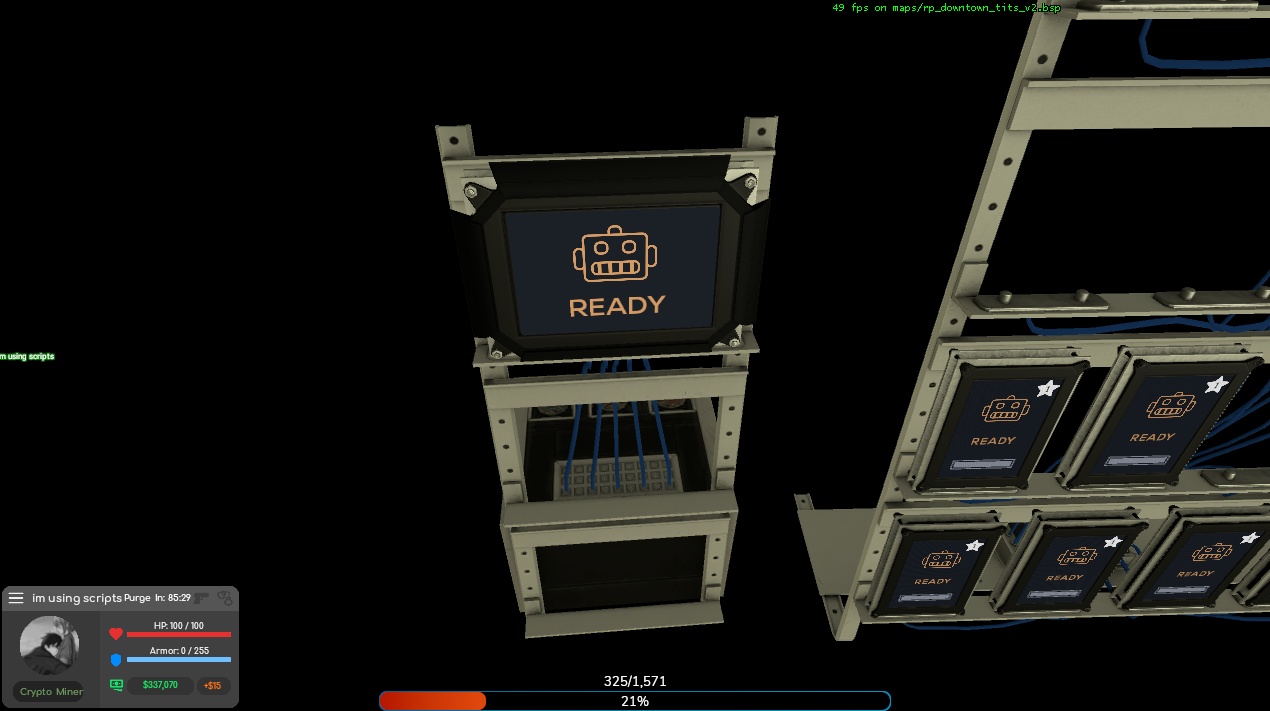 49 fps on maps/rp_downtown_tits_v2.bsp
READY
m using scripts
READY
READY
READY
READY
READY
im using scripts Purge In: 85:29
HP: 100 / 100
Armor: 0 / 255
$337,070 +$15
Crypto Miner
325/1,571
21%